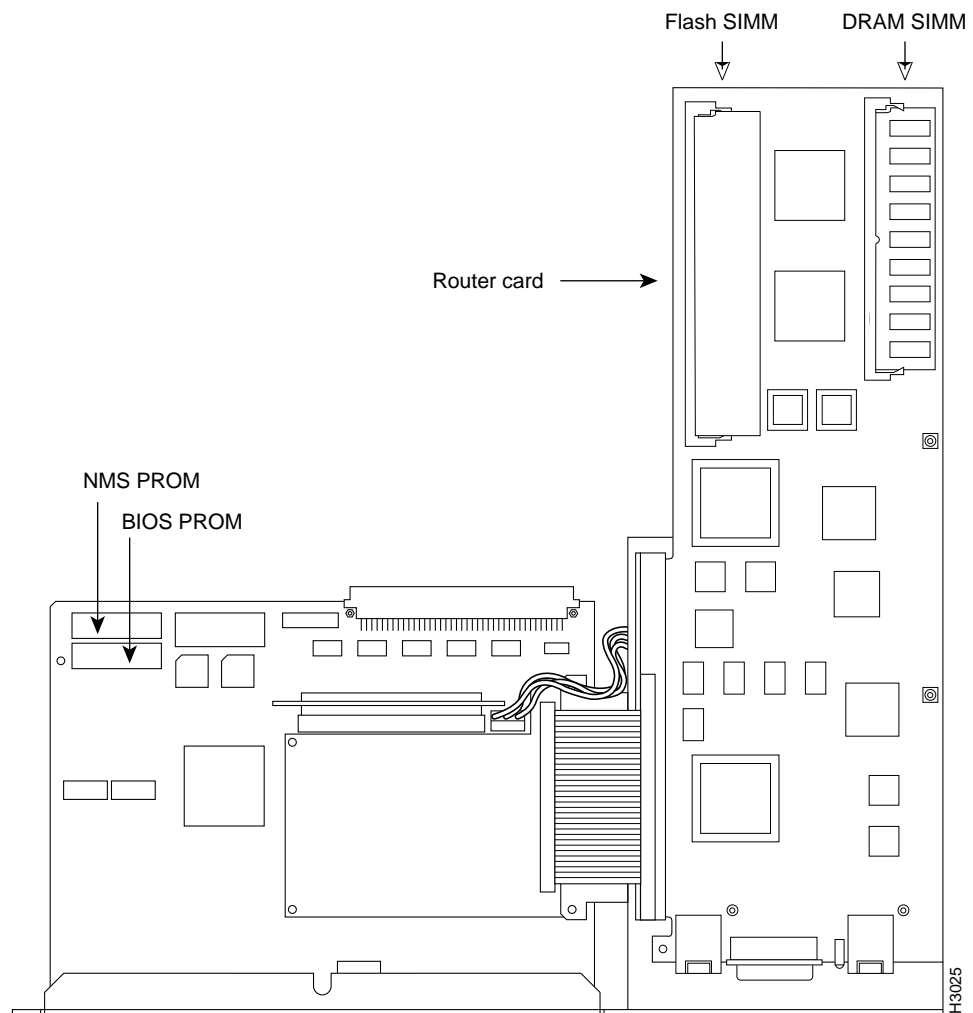 Flash SIMM
DRAM SIMM
Router card
NMS PROM
BIOS PROM
H3025